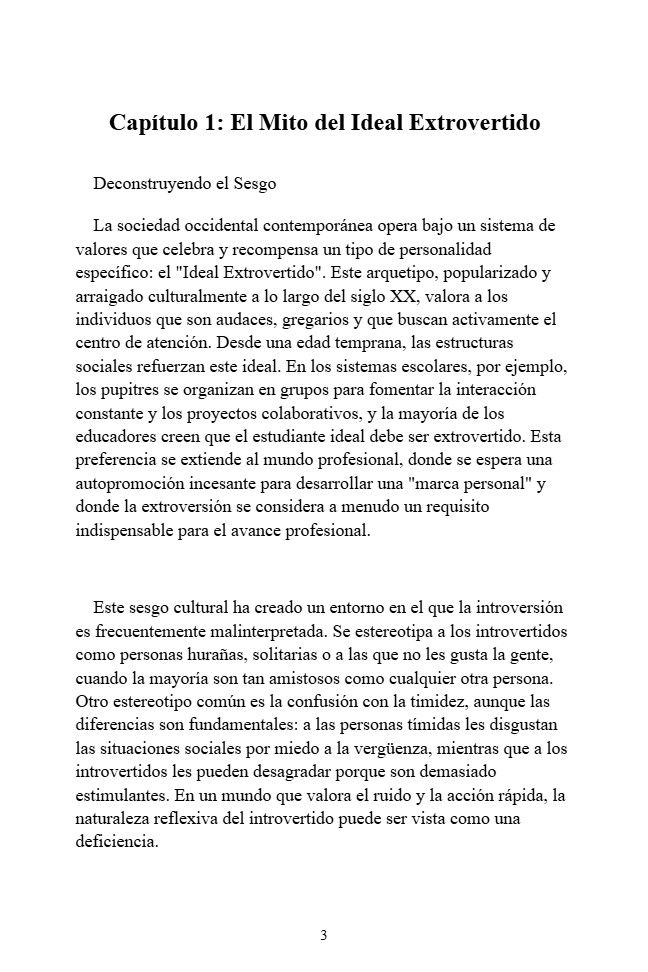 Capítulo 1: El Mito del Ideal Extrovertido
Deconstruyendo el Sesgo
La sociedad occidental contemporánea opera bajo un sistema de
valores que celebra y recompensa un tipo de personalidad
específico: el "Ideal Extrovertido". Este arquetipo, popularizado y
arraigado culturalmente a lo largo del siglo XX, valora a los
individuos que son audaces, gregarios y que buscan activamente el
centro de atención. Desde una edad temprana, las estructuras
sociales refuerzan este ideal. En los sistemas escolares, por ejemplo,
los pupitres se organizan en grupos para fomentar la interacción
constante y los proyectos colaborativos, y la mayoría de los
educadores creen que el estudiante ideal debe ser extrovertido. Esta
preferencia se extiende al mundo profesional, donde se espera una
autopromoción incesante para desarrollar una "marca personal" y
donde la extroversión se considera a menudo un requisito
indispensable para el avance profesional.
Este sesgo cultural ha creado un entorno en el que la introversión
es frecuentemente malinterpretada. Se estereotipa a los introvertidos
como personas hurañas, solitarias o a las que no les gusta la gente,
cuando la mayoría son tan amistosos como cualquier otra persona.
Otro estereotipo común es la confusión con la timidez, aunque las
diferencias son fundamentales: a las personas tímidas les disgustan
las situaciones sociales por miedo a la vergüenza, mientras que a los
introvertidos les pueden desagradar porque son demasiado
estimulantes. En un mundo que valora el ruido y la acción rápida, la
naturaleza reflexiva del introvertido puede ser vista como una
deficiencia.
3